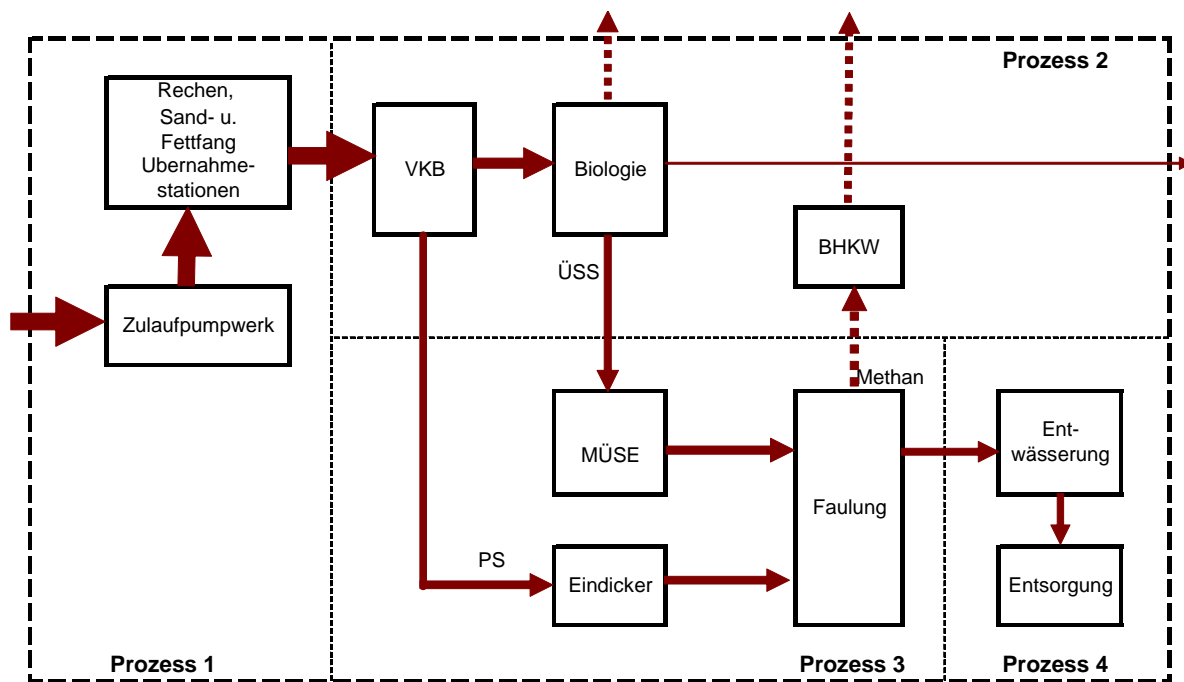 Prozess 2
Rechen,
Sand- u.
Fettfang
Ubernahme-
stationen
VKB
Biologie
BHKW
ÜSS
Zulaufpumpwerk
Methan
MÜSE
Ent-
wässerung
Faulung
PS
Eindicker
Entsorgung
Prozess 1
Prozess 3
Prozess 4